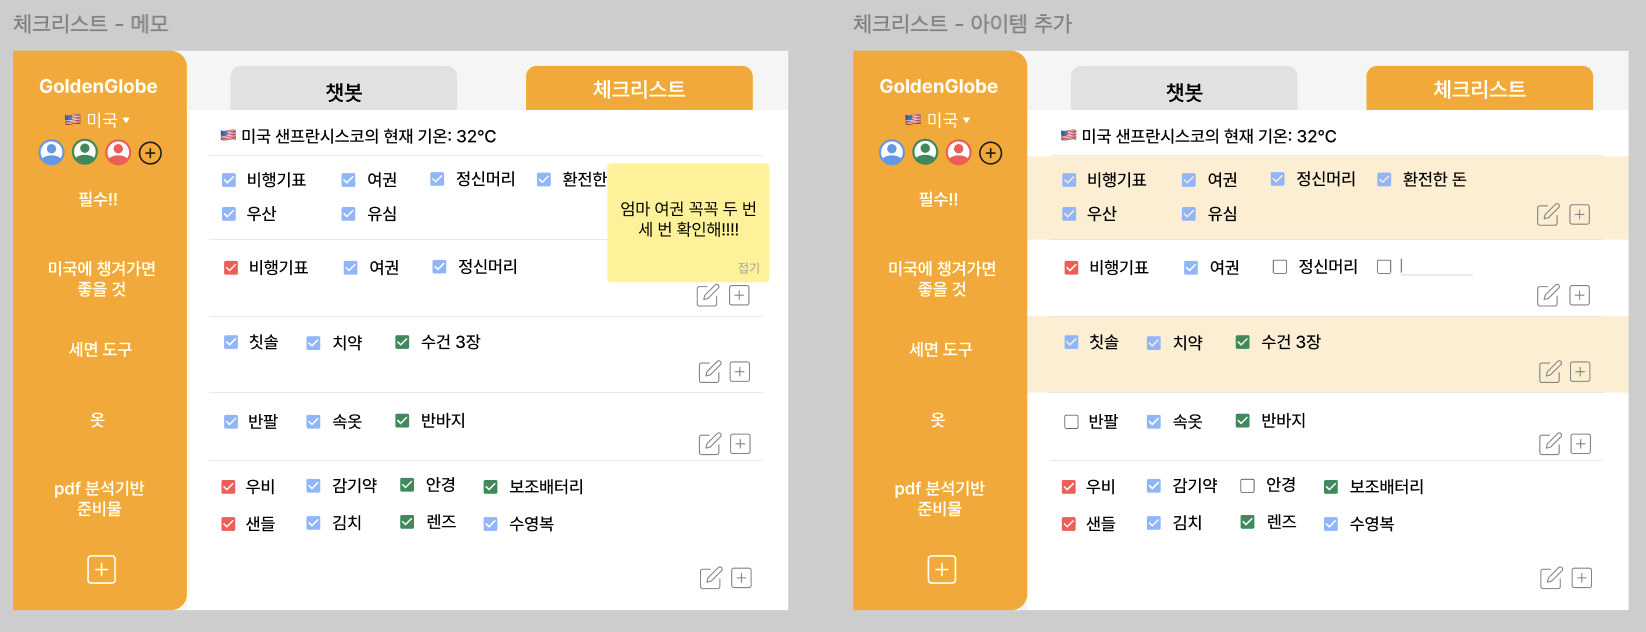 체크리스트 - 메모
GoldenGlobe
미국
챗봇
체크리스트
미국 샌프란시스코의 현재 기온: 32°C
필수!!
비행기표 여권 정신머리 환전한
우산 유심
엄마 여권 꼭꼭 두 번
세 번 확인해!!!!
접기
미국에 챙겨가면
좋을 것
비행기표 여권 정신머리
세면 도구
칫솔 치약 수건 3장
옷
반팔 속옷 반바지
pdf 분석기반
준비물
우비 감기약 안경 보조배터리
샌들 김치 렌즈 수영복
체크리스트 - 아이템 추가
GoldenGlobe
미국
챗봇
체크리스트
미국 샌프란시스코의 현재 기온: 32°C
필수!!
비행기표 여권 정신머리 환전한 돈
우산 유심
미국에 챙겨가면
좋을 것
비행기표 여권 정신머리
세면 도구
칫솔 치약 수건 3장
옷
반팔 속옷 반바지
pdf 분석기반
준비물
우비 감기약 안경 보조배터리
샌들 김치 렌즈 수영복